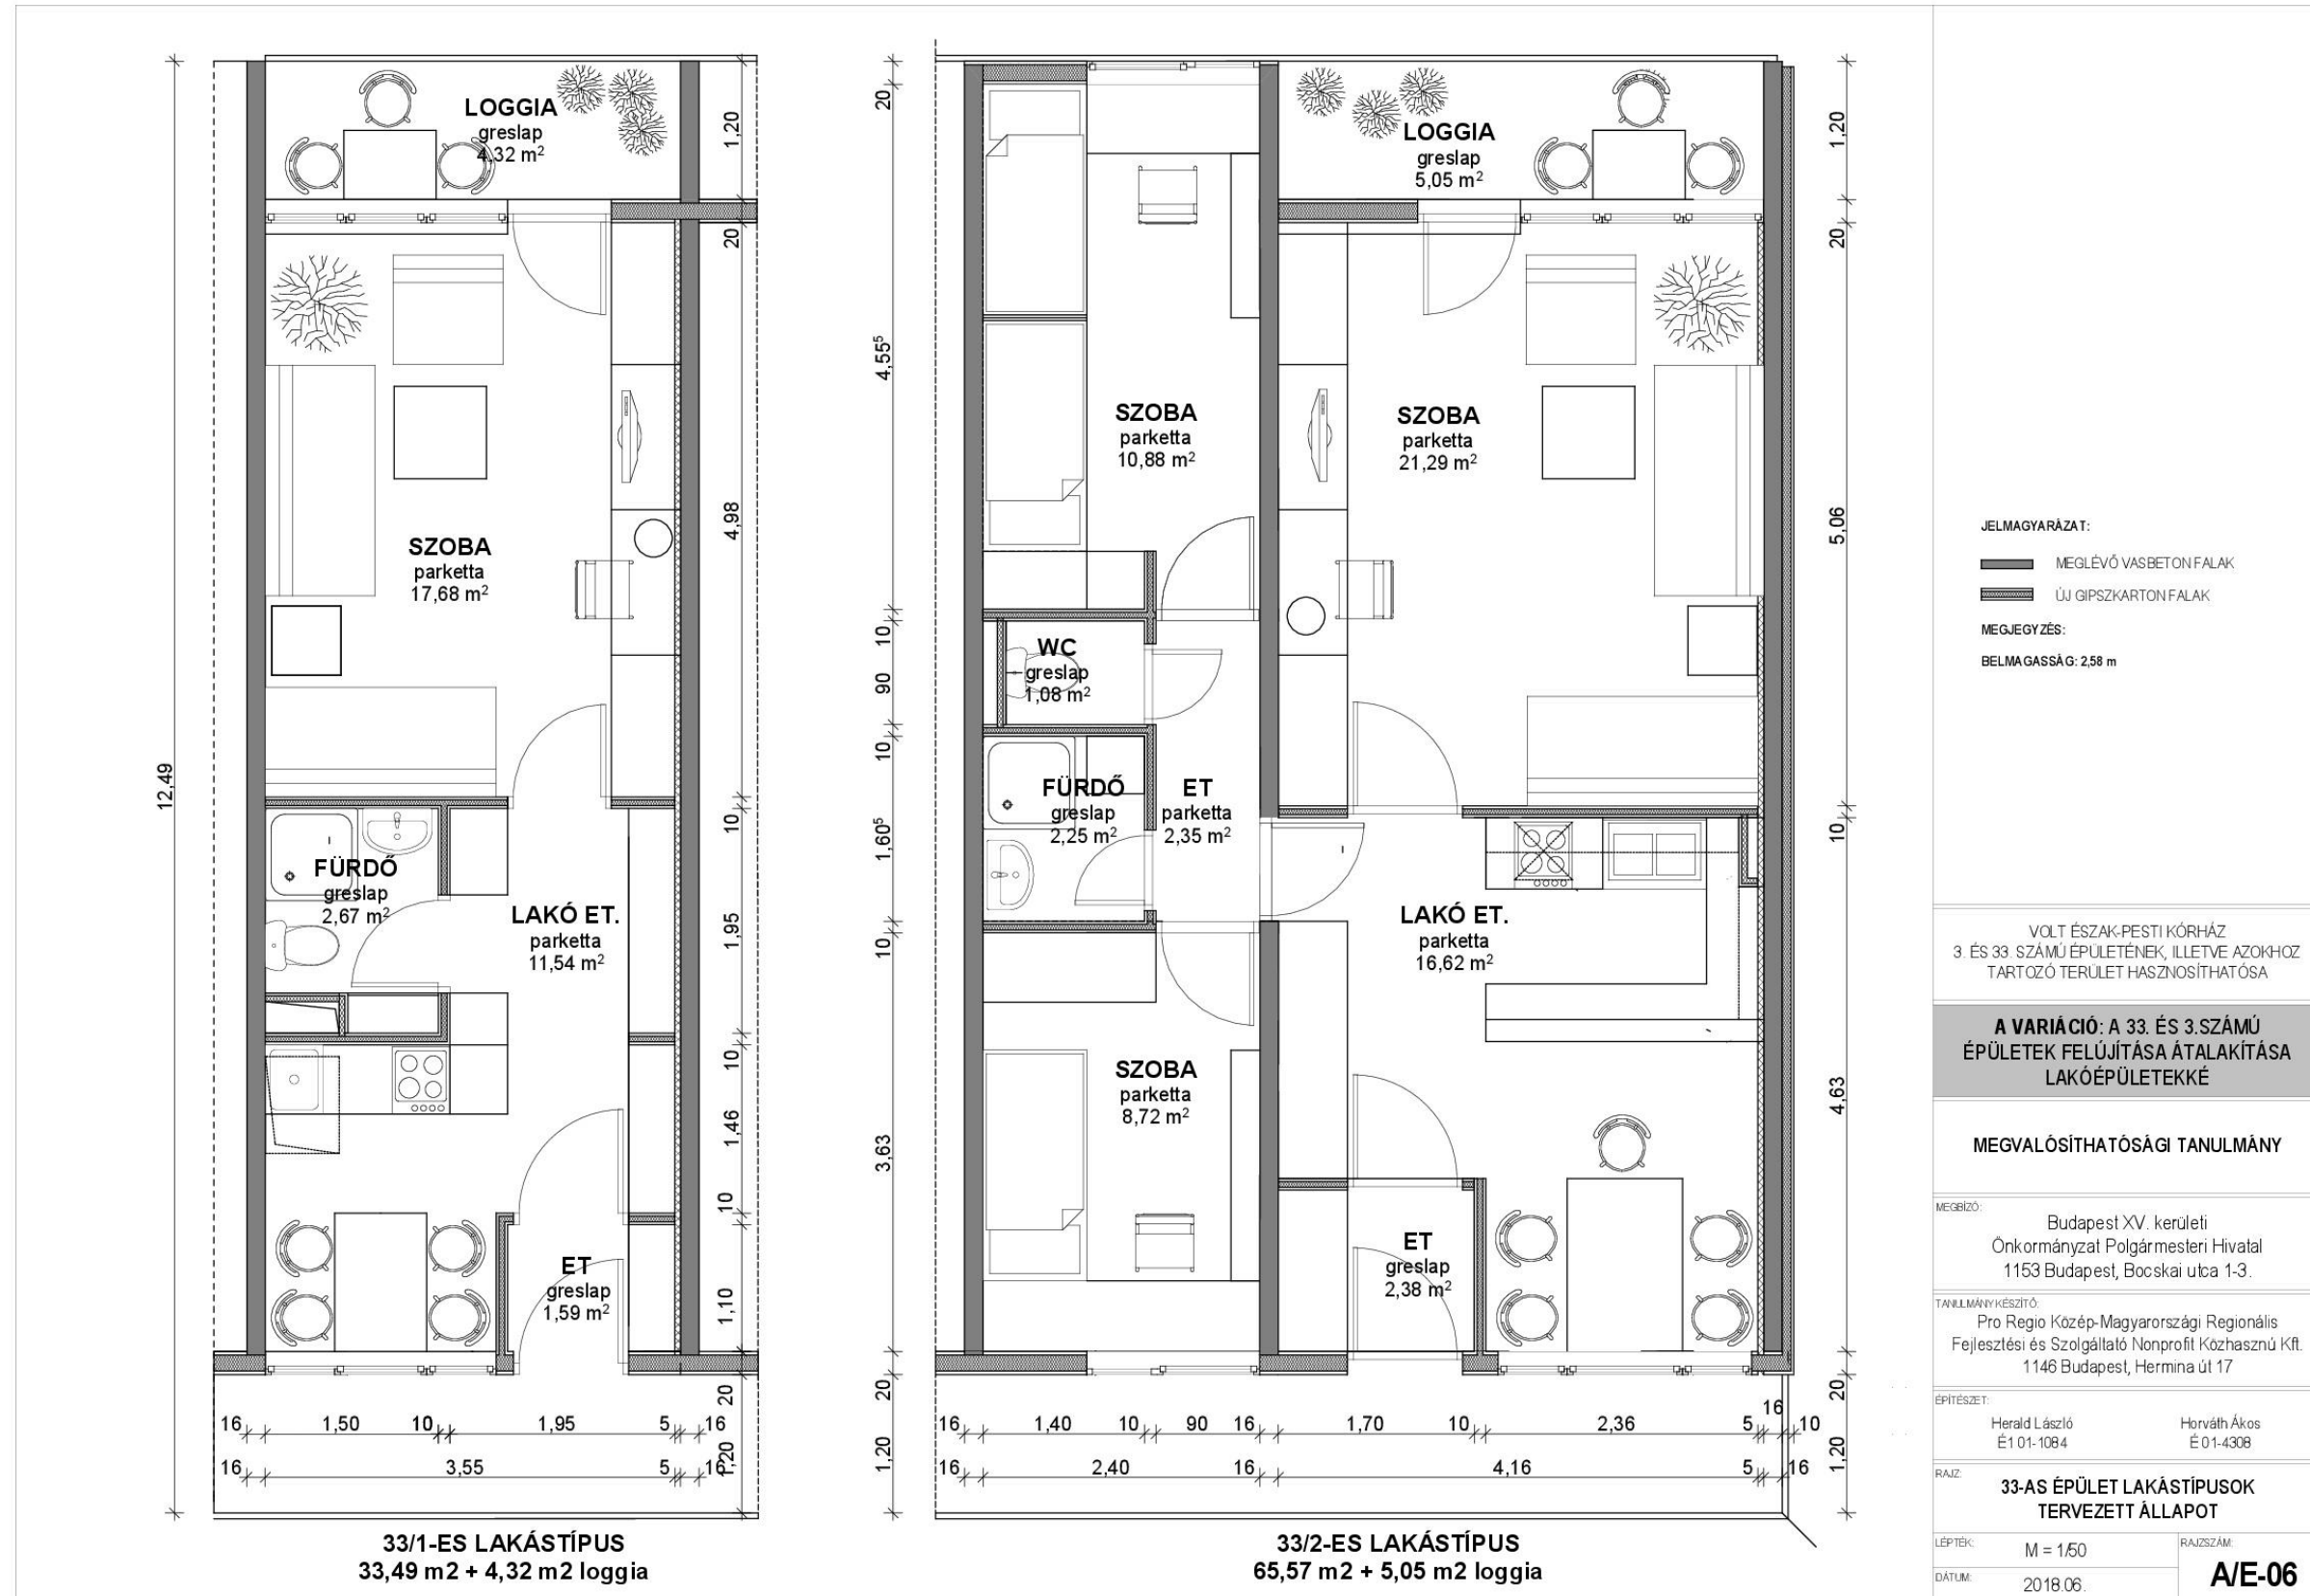 LOGGIA
greslap
4,32 m²
SZOBA
parketta
17,68 m²
FÜRDŐ
greslap
2,67 m²
LAKÓ ET.
parketta
11,54 m²
ET
greslap
1,59 m²
12,49
1,20
20
4,98
10
1,95
10
1,46
10
1,10
20
1,20
16
1,50
10
1,95
5
16
16
3,55
5
16
33/1-ES LAKÁSTÍPUS
33,49 m2 + 4,32 m2 loggia
20
4,55⁵
10
90
10
1,60⁵
10
3,63
20
1,20
LOGGIA
greslap
5,05 m²
SZOBA
parketta
10,88 m²
SZOBA
parketta
21,29 m²
WC
greslap
1,08 m²
FÜRDŐ
greslap
2,25 m²
ET
parketta
2,35 m²
LAKÓ ET.
parketta
16,62 m²
SZOBA
parketta
8,72 m²
ET
greslap
2,38 m²
1,20
20
5,06
10
4,63
20
1,20
16
1,40
10
90
16
1,70
10
2,36
5
16
10
16
2,40
16
4,16
5
16
33/2-ES LAKÁSTÍPUS
65,57 m2 + 5,05 m2 loggia
JELMAGYARÁZAT:
MEGLÉVŐ VASBETON FALAK
ÚJ GIPSZKARTON FALAK
MEGJEGYZÉS:
BELMAGASSÁG: 2,58 m
VOLT ÉSZAK-PESTI KÓRHÁZ
3. ÉS 33. SZÁMÚ ÉPÜLETÉNEK, ILLETVE AZOKHOZ
TARTOZÓ TERÜLET HASZNOSÍTHATÓSA
A VARIÁCIÓ: A 33. ÉS 3.SZÁMÚ
ÉPÜLETEK FELÚJÍTÁSA ÁTALAKÍTÁSA
LAKÓÉPÜLETEKKÉ
MEGVALÓSÍTHATÓSÁGI TANULMÁNY
MEGBÍZÓ:
Budapest XV. kerületi
Önkormányzat Polgármesteri Hivatal
1153 Budapest, Bocskai utca 1-3.
TANULMÁNY KÉSZÍTŐ:
Pro Regio Közép-Magyarországi Regionális
Fejlesztési és Szolgáltató Nonprofit Közhasznú Kft.
1146 Budapest, Hermina út 17
ÉPÍTÉSZET:
Herald László
É1 01-1084
Horváth Ákos
É 01-4308
RAJZ:
33-AS ÉPÜLET LAKÁSTÍPUSOK
TERVEZETT ÁLLAPOT
LÉPTÉK:
M = 1/50
RAJZSZÁM:
A/E-06
DÁTUM:
2018.06.